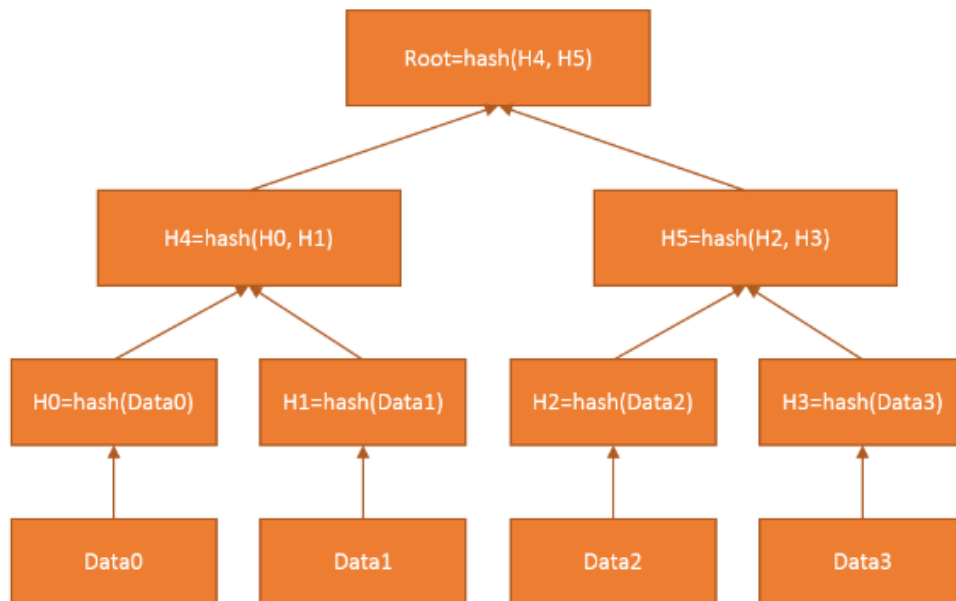 Root=hash(H4, H5)
H4=hash(H0, H1)
H5=hash(H2, H3)
H0=hash(Data0)
H1=hash(Data1)
H2=hash(Data2)
H3=hash(Data3)
Data0
Data1
Data2
Data3